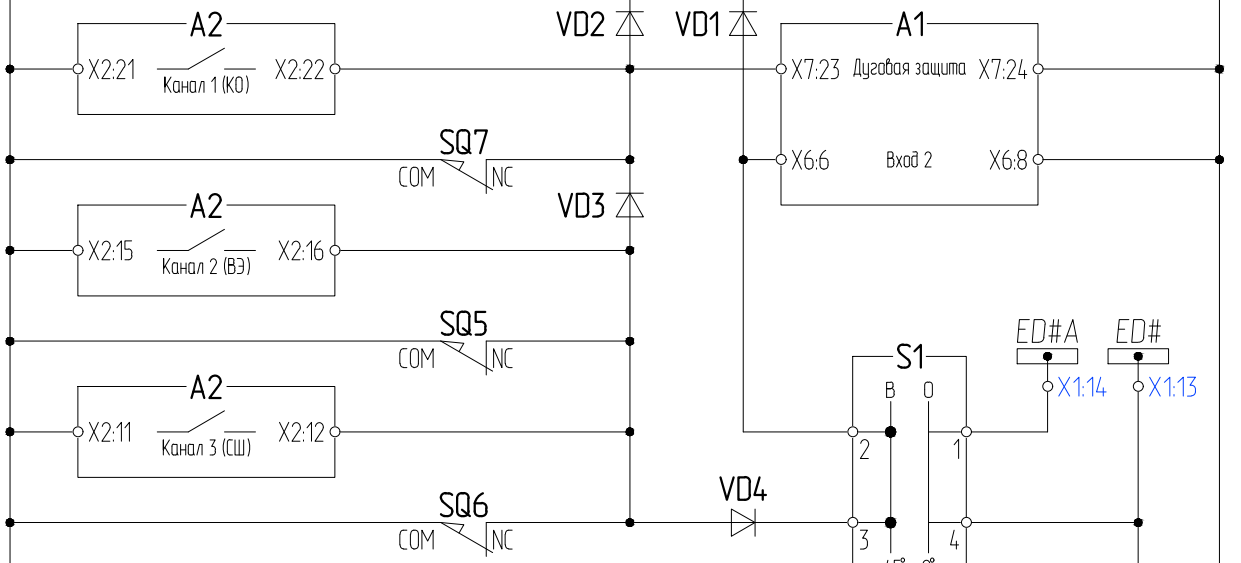 A2 VD2 VD1 A1
X2:21 X2:22 X7:23 Дуговая защита X7:24
Канал 1 (КО)
SQ7
COM NC X6:6 Вход 2 X6:8
A2 VD3
X2:15 X2:16
Канал 2 (ВЭ)
SQ5 ED#A ED#
COM NC S1
A2 В О X1:14 X1:13
X2:11 X2:12 2 1
Канал 3 (СШ)
SQ6 VD4
COM NC 3 4